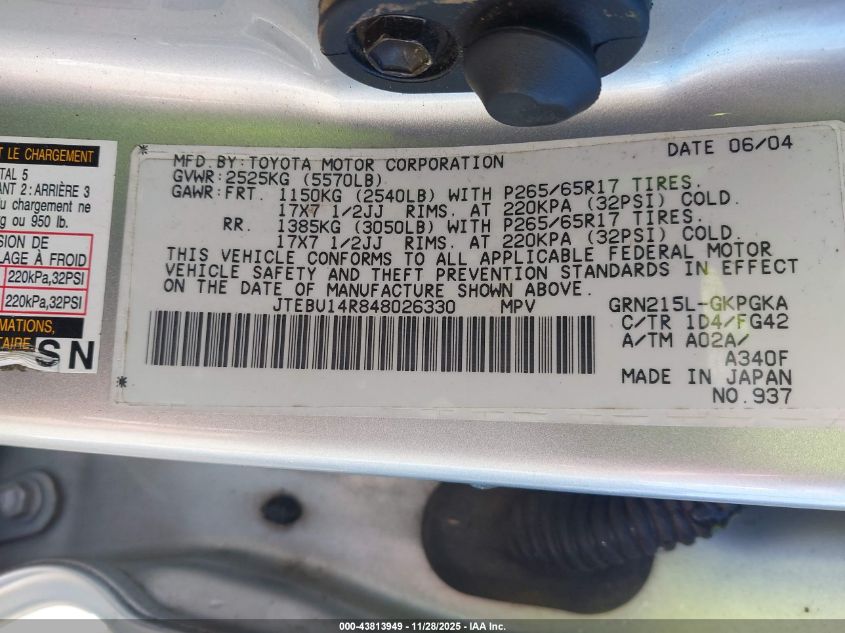 T LE CHARGEMENT
TAL 5
ANT 2: ARRIÈRE 3
du chargement ne
g ou 950 lb.
SION DE
LAGE À FROID
220kPa,32PSI
220kPa,32PSI
MATIONS,
TAIRE.
SN
DATE 06/04
MFD.BY:TOYOTA MOTOR CORPORATION
GVWR:2525KG (5570LB)
GAWR:FRT. 1150KG (2540LB) WITH P265/65R17 TIRES.
17X7 1/2JJ RIMS. AT 220KPA (32PSI) COLD.
RR. 1385KG (3050LB) WITH P265/65R17 TIRES.
17X7 1/2JJ RIMS. AT 220KPA (32PSI) COLD.
THIS VEHICLE CONFORMS TO ALL APPLICABLE FEDERAL MOTOR
VEHICLE SAFETY AND THEFT PREVENTION STANDARDS IN EFFECT
ON THE DATE OF MANUFACTURE SHOWN ABOVE.
JTEBU14R848026330 MPV GRN215L-GKPGKA
C/TR 1D4/FG42
A/TM A02A/
A340F
MADE IN JAPAN
NO.937
000-43813949 | 11/28/2025 - IAA Inc.